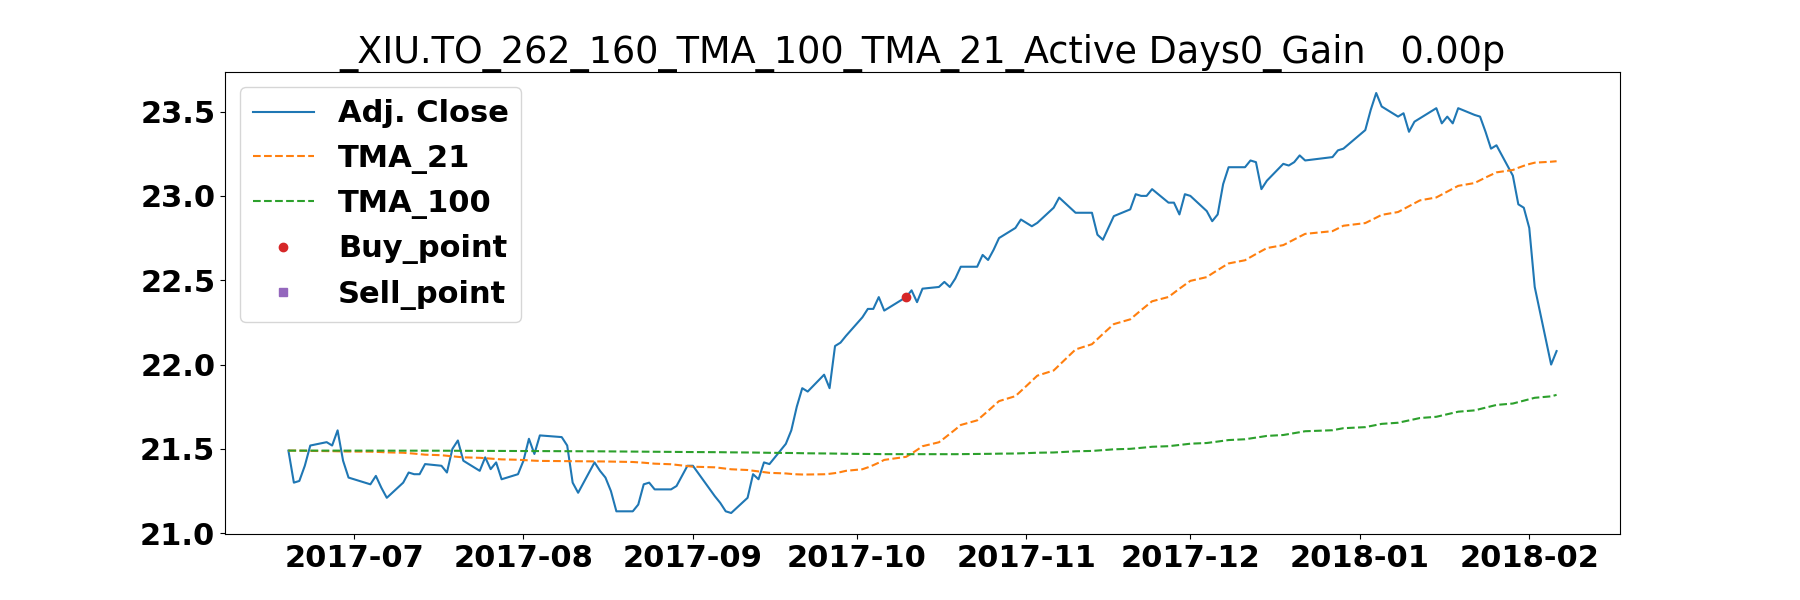 _XIU.TO_262_160_TMA_100_TMA_21_Active Days0_Gain   0.00p
Adj. Close
TMA_21
TMA_100
Buy_point
Sell_point
23.5
23.0
22.5
22.0
21.5
21.0
2017-07 2017-08 2017-09 2017-10 2017-11 2017-12 2018-01 2018-02